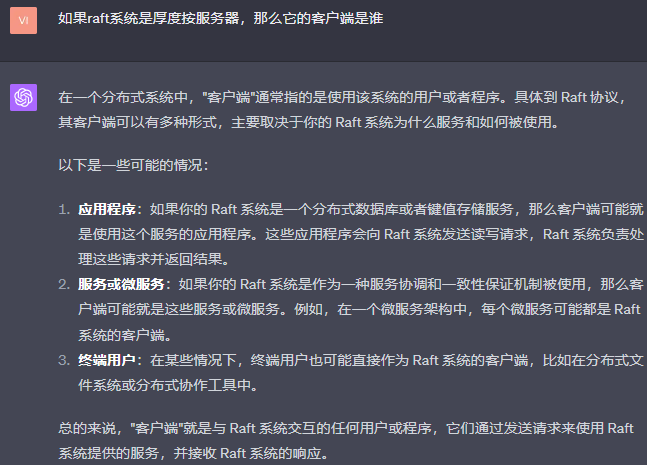 VI
如果raft系统是厚度按服务器，那么它的客户端是谁
在一个分布式系统中，"客户端"通常指的是使用该系统的用户或者程序。具体到 Raft 协议，
其客户端可以有多种形式，主要取决于你的 Raft 系统为什么服务和如何被使用。
以下是一些可能的情况：
1. 应用程序：如果你的 Raft 系统是一个分布式数据库或者键值存储服务，那么客户端可能就
是使用这个服务的应用程序。这些应用程序会向 Raft 系统发送读写请求，Raft 系统负责处
理这些请求并返回结果。
2. 服务或微服务：如果你的 Raft 系统是作为一种服务协调和一致性保证机制被使用，那么客
户端可能就是这些服务或微服务。例如，在一个微服务架构中，每个微服务可能都是 Raft
系统的客户端。
3. 终端用户：在某些情况下，终端用户也可能直接作为 Raft 系统的客户端，比如在分布式文
件系统或分布式协作工具中。
总的来说，"客户端"就是与 Raft 系统交互的任何用户或程序，它们通过发送请求来使用 Raft
系统提供的服务，并接收 Raft 系统的响应。